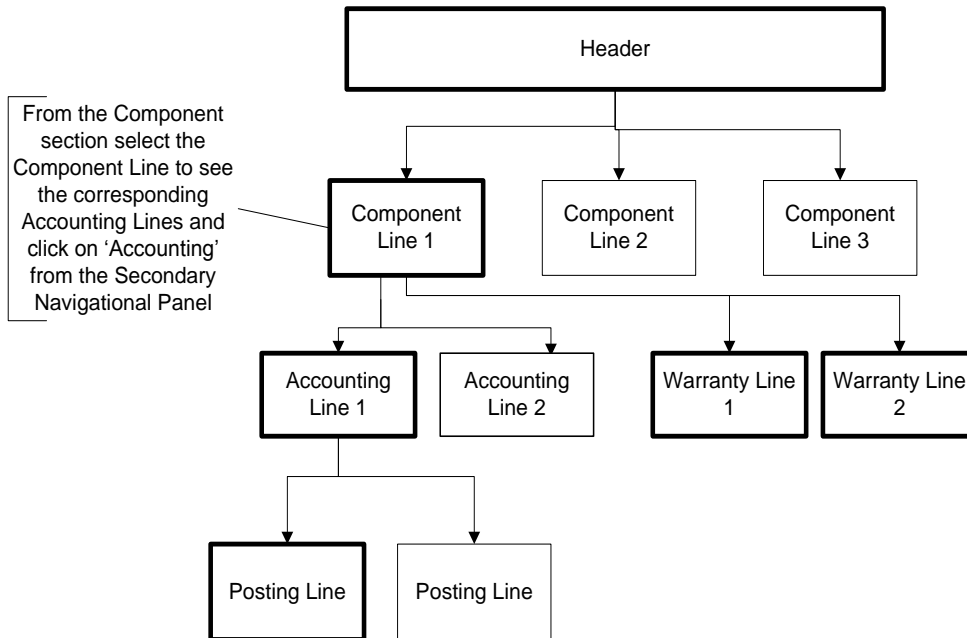 Header
From the Component
section select the
Component Line to see
the corresponding
Accounting Lines and
click on ‘Accounting’
from the Secondary
Navigational Panel
Component
Line 1
Component
Line 2
Component
Line 3
Accounting
Line 1
Accounting
Line 2
Warranty Line
1
Warranty Line
2
Posting Line
Posting Line